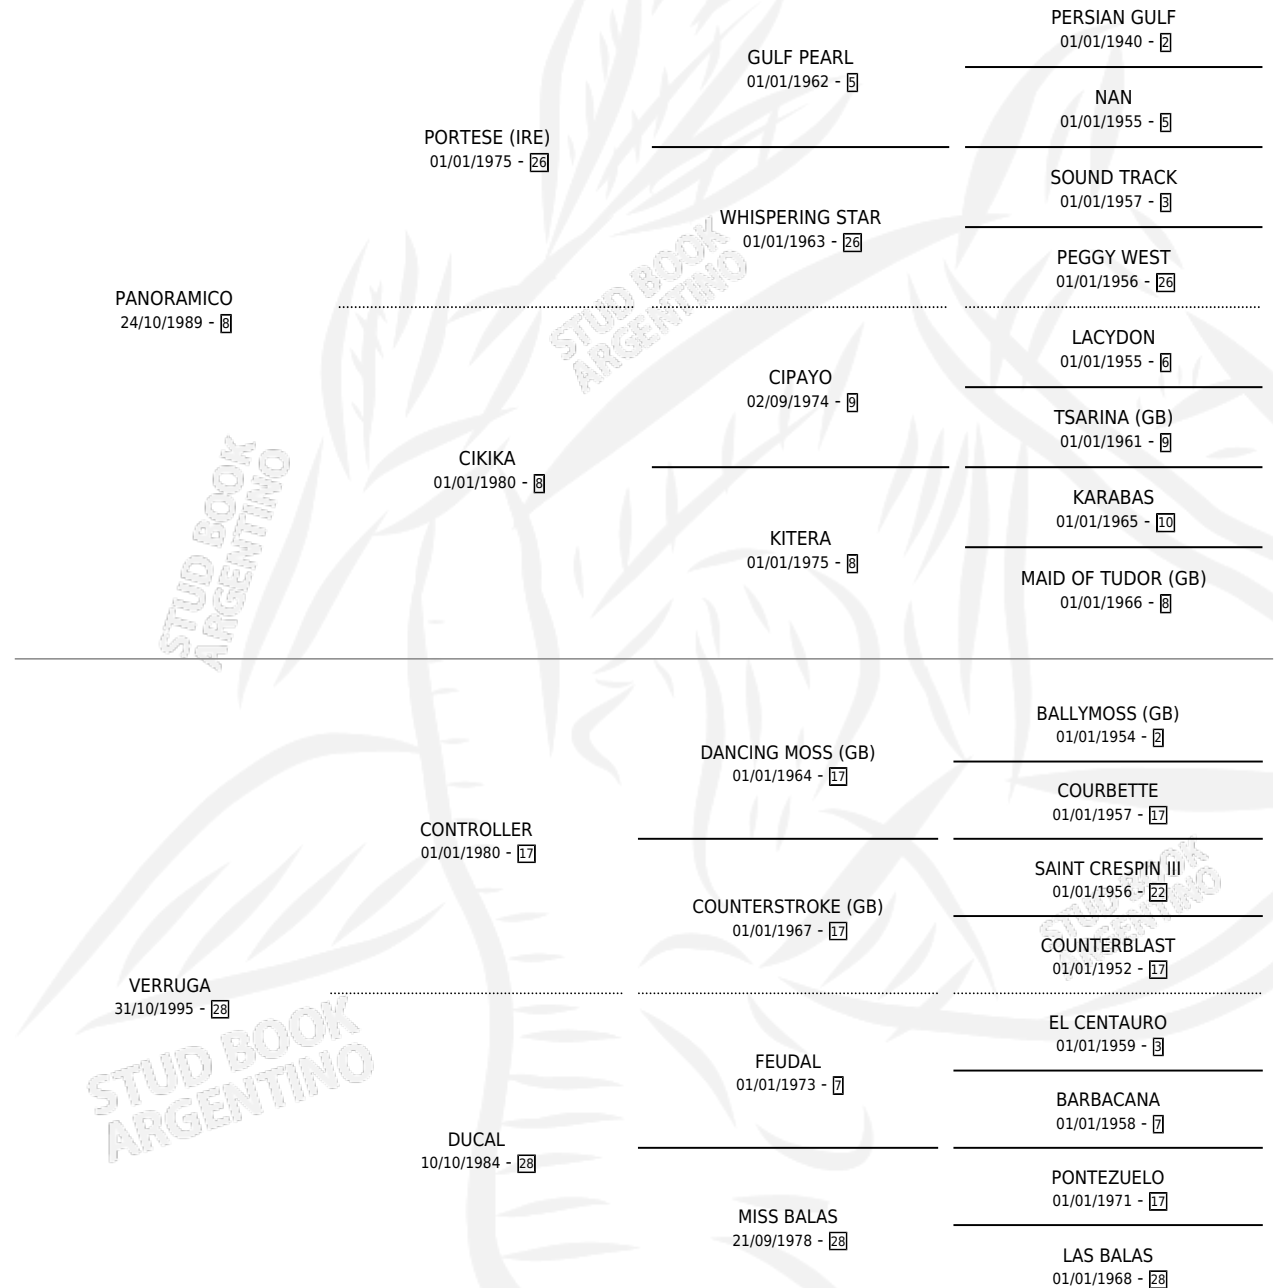 PERSIAN GULF
01/01/1940 - 2
GULF PEARL
01/01/1962 - 5
NAN
01/01/1955 - 5
PORTESE (IRE)
01/01/1975 - 26
SOUND TRACK
01/01/1957 - 3
WHISPERING STAR
01/01/1963 - 26
PEGGY WEST
01/01/1956 - 26
PANORAMICO
24/10/1989 - 8
LACYDON
01/01/1955 - 6
CIPAYO
02/09/1974 - 9
TSARINA (GB)
01/01/1961 - 9
CIKIKA
01/01/1980 - 8
KARABAS
01/01/1965 - 10
KITERA
01/01/1975 - 8
MAID OF TUDOR (GB)
01/01/1966 - 8
BALLYMOSS (GB)
01/01/1954 - 2
DANCING MOSS (GB)
01/01/1964 - 17
COURBETTE
01/01/1957 - 17
CONTROLLER
01/01/1980 - 17
SAINT CRESPIN III
01/01/1956 - 22
COUNTERSTROKE (GB)
01/01/1967 - 17
COUNTERBLAST
01/01/1952 - 17
VERRUGA
31/10/1995 - 28
EL CENTAURO
01/01/1959 - 3
FEUDAL
01/01/1973 - 7
BARBACANA
01/01/1958 - 7
DUCAL
10/10/1984 - 28
PONTEZUELO
01/01/1971 - 17
MISS BALAS
21/09/1978 - 28
LAS BALAS
01/01/1968 - 28
STUD BOOK
ARGENTINO
STUD BOOK
ARGENTINO
STUD BOOK
ARGENTINO
STUD BOOK
ARGENTINO